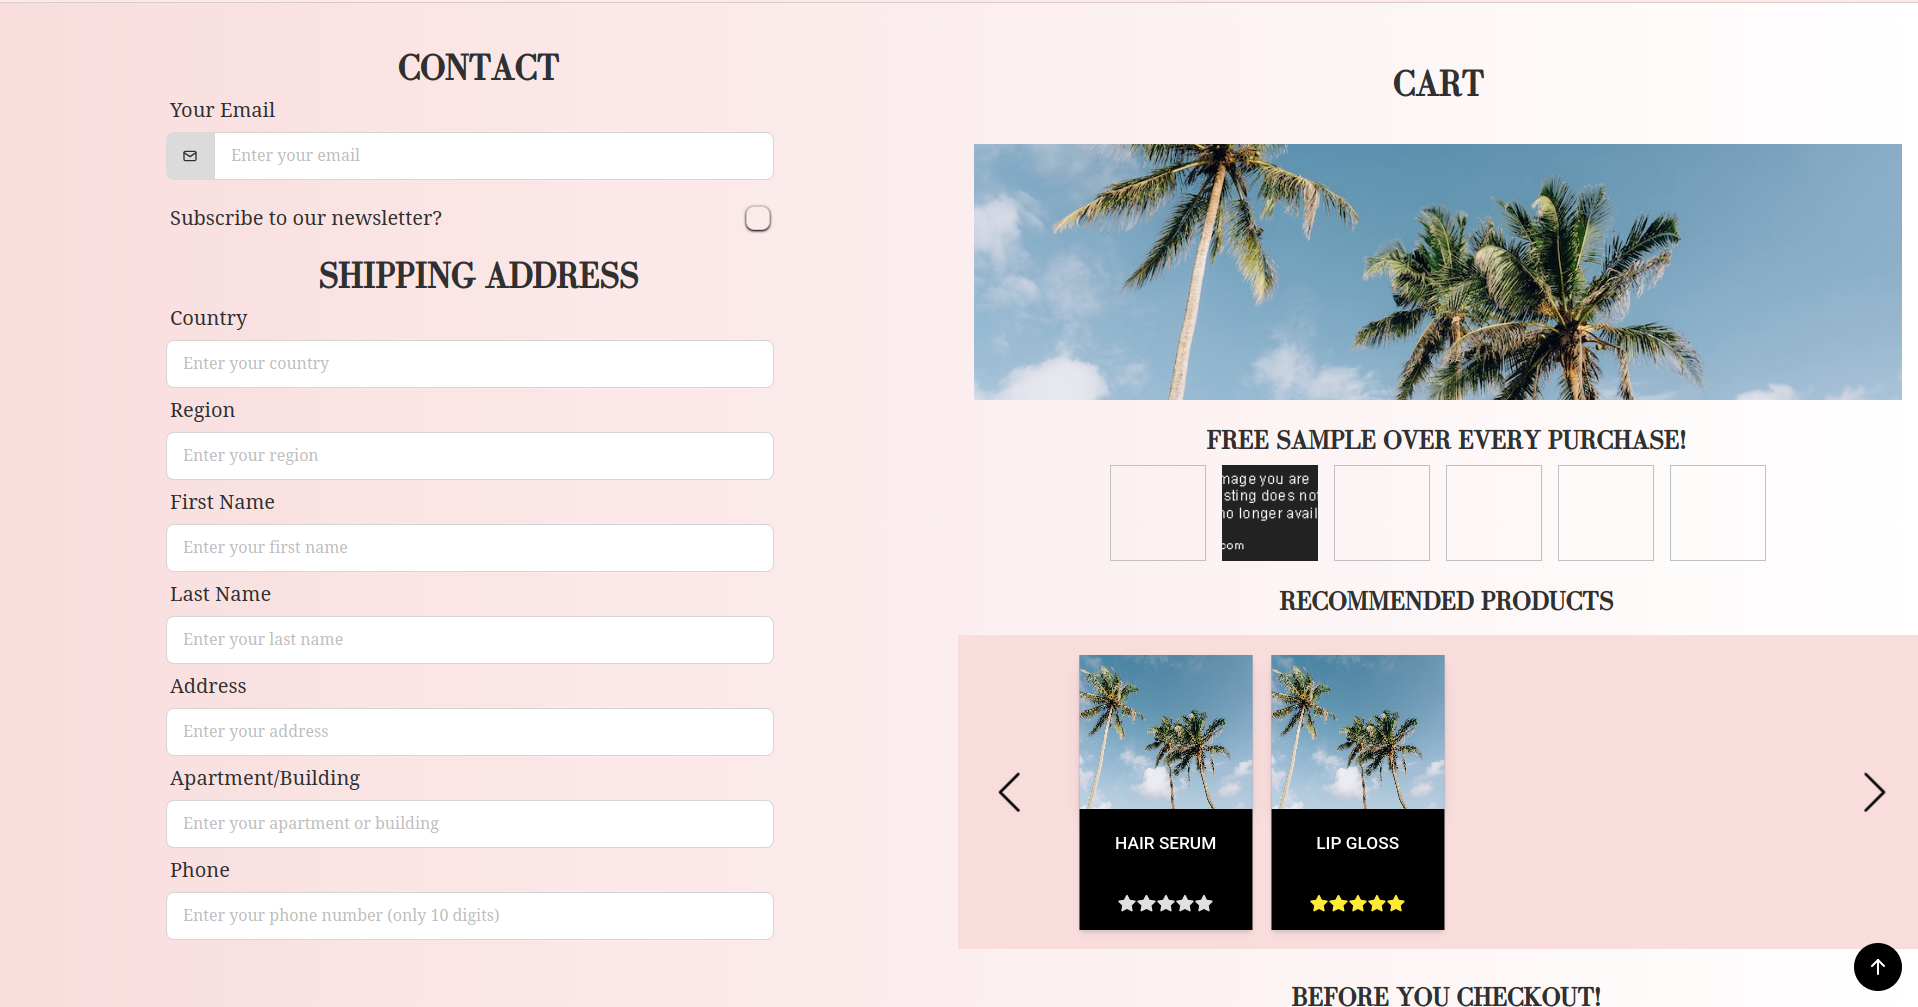 CONTACT
Your Email
Enter your email
Subscribe to our newsletter?
SHIPPING ADDRESS
Country
Enter your country
Region
Enter your region
First Name
Enter your first name
Last Name
Enter your last name
Address
Enter your address
Apartment/Building
Enter your apartment or building
Phone
Enter your phone number (only 10 digits)
CART
FREE SAMPLE OVER EVERY PURCHASE!
mage you are
sting does not
no longer avail
.com
RECOMMENDED PRODUCTS
HAIR SERUM
LIP GLOSS
BEFORE YOU CHECKOUT!